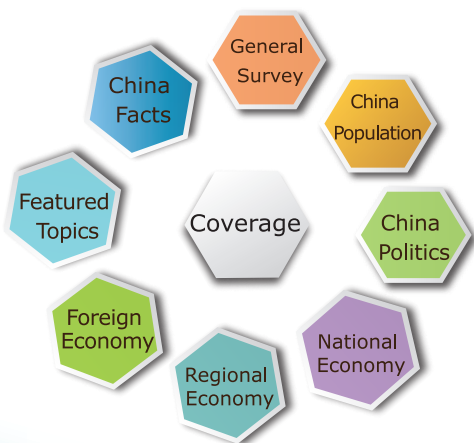 General
Survey
China
Population
China
Politics
National
Economy
Regional
Economy
Foreign
Economy
Featured
Topics
China
Facts
Coverage